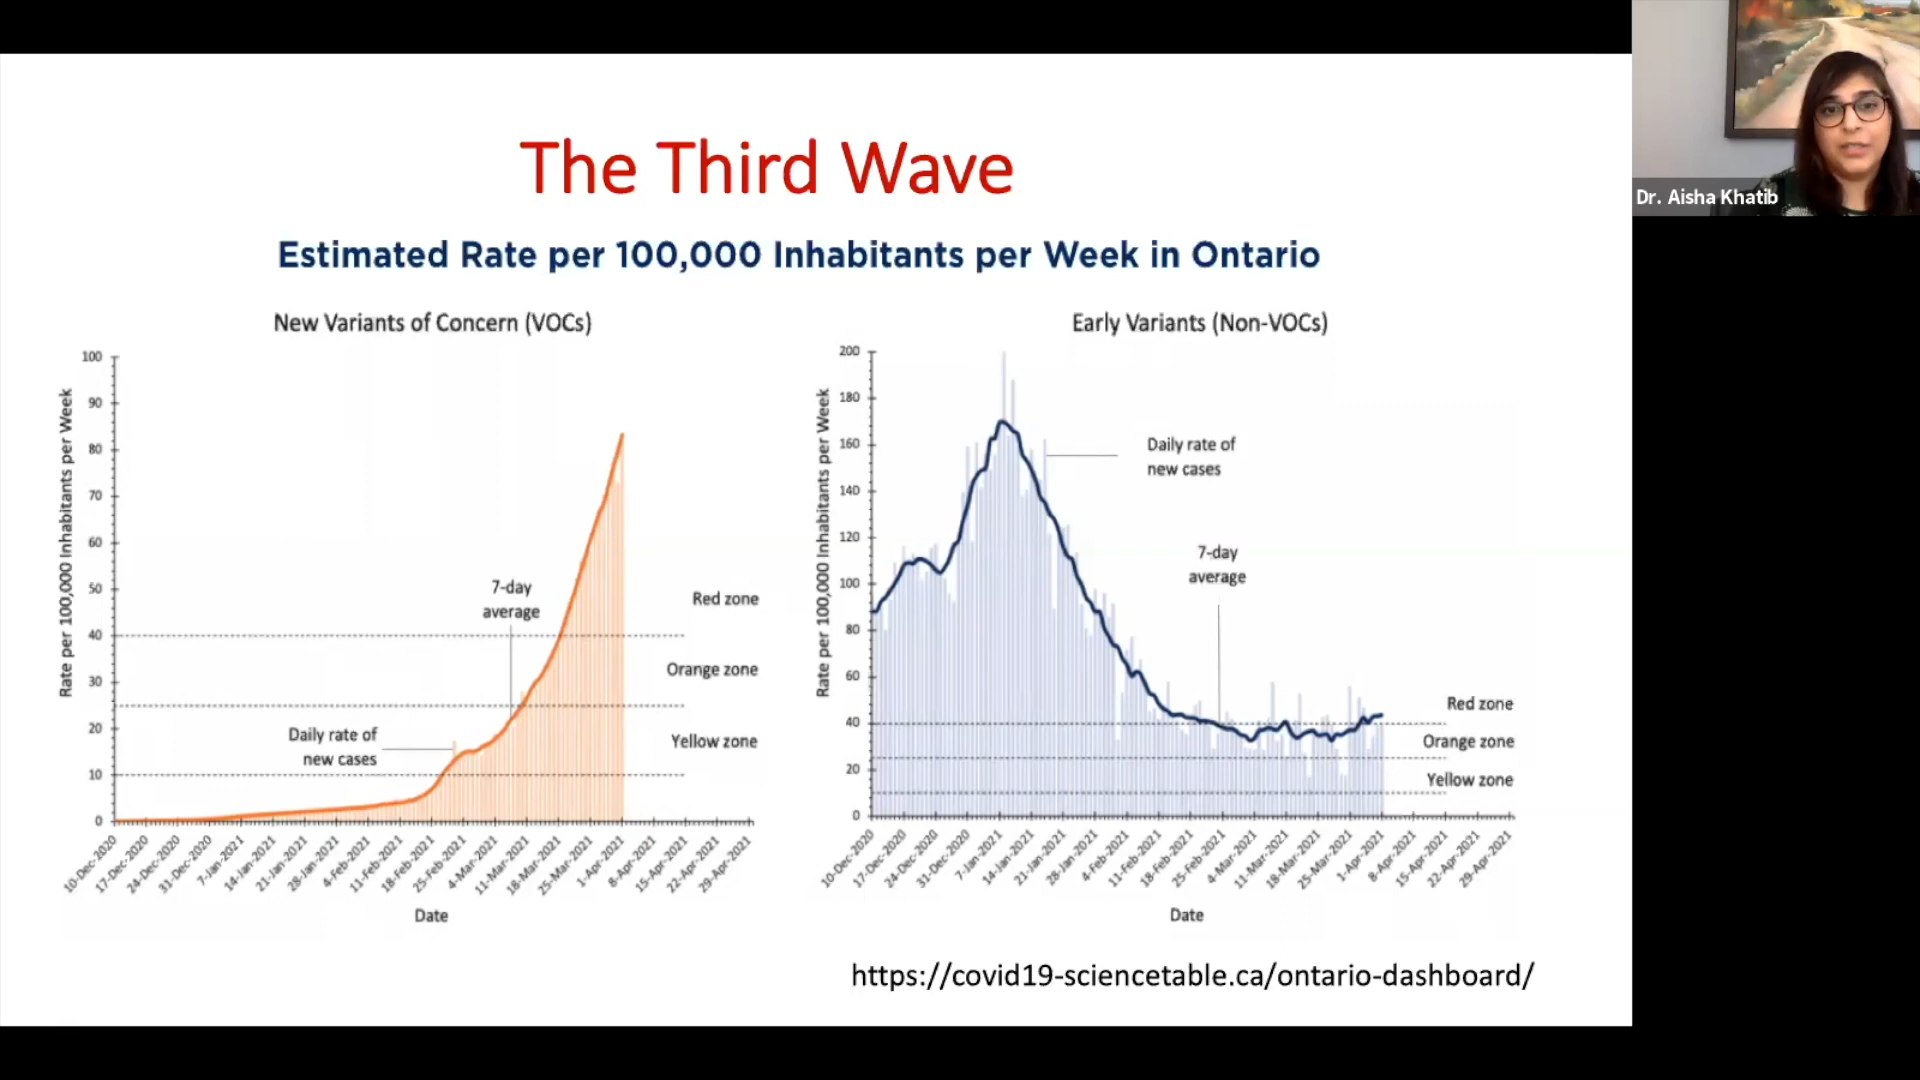 The Third Wave
Dr. Aisha Khatib
Estimated Rate per 100,000 Inhabitants per Week in Ontario
New Variants of Concern (VOCs)
Rate per 100,000 Inhabitants per Week
100
90
80
70
60
50
40
30
20
10
0
7-day
average
Daily rate of
new cases
Red zone
Orange zone
Yellow zone
10-Dec-2020
17-Dec-2020
24-Dec-2020
31-Dec-2020
7-Jan-2021
14-Jan-2021
21-Jan-2021
28-Jan-2021
4-Feb-2021
11-Feb-2021
18-Feb-2021
25-Feb-2021
4-Mar-2021
11-Mar-2021
18-Mar-2021
25-Mar-2021
1-Apr-2021
8-Apr-2021
15-Apr-2021
22-Apr-2021
29-Apr-2021
Date
Early Variants (Non-VOCs)
Rate per 100,000 Inhabitants per Week
200
180
160
140
120
100
80
60
40
20
0
Daily rate of
new cases
7-day
average
Red zone
Orange zone
Yellow zone
10-Dec-2020
17-Dec-2020
24-Dec-2020
31-Dec-2020
7-Jan-2021
14-Jan-2021
21-Jan-2021
28-Jan-2021
4-Feb-2021
11-Feb-2021
18-Feb-2021
25-Feb-2021
4-Mar-2021
11-Mar-2021
18-Mar-2021
25-Mar-2021
1-Apr-2021
8-Apr-2021
15-Apr-2021
22-Apr-2021
29-Apr-2021
Date
https://covid19-sciencetable.ca/ontario-dashboard/